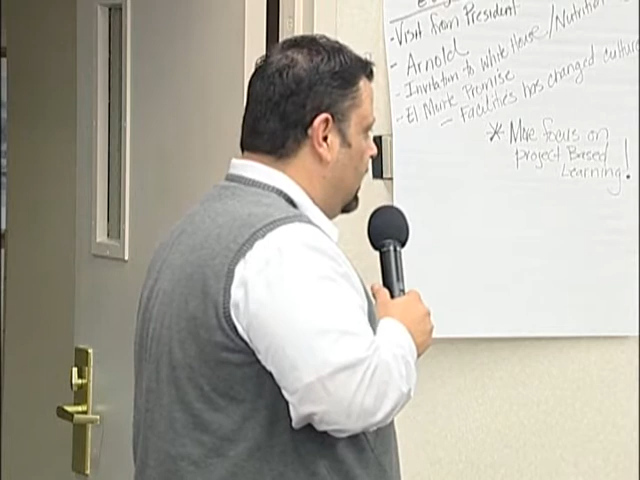 - Visit from President
- Arnold
- Invitation to White House / Nutrition
- El Monte Promise
- Facilities has changed culture
* More focus on
project Based
Learning!